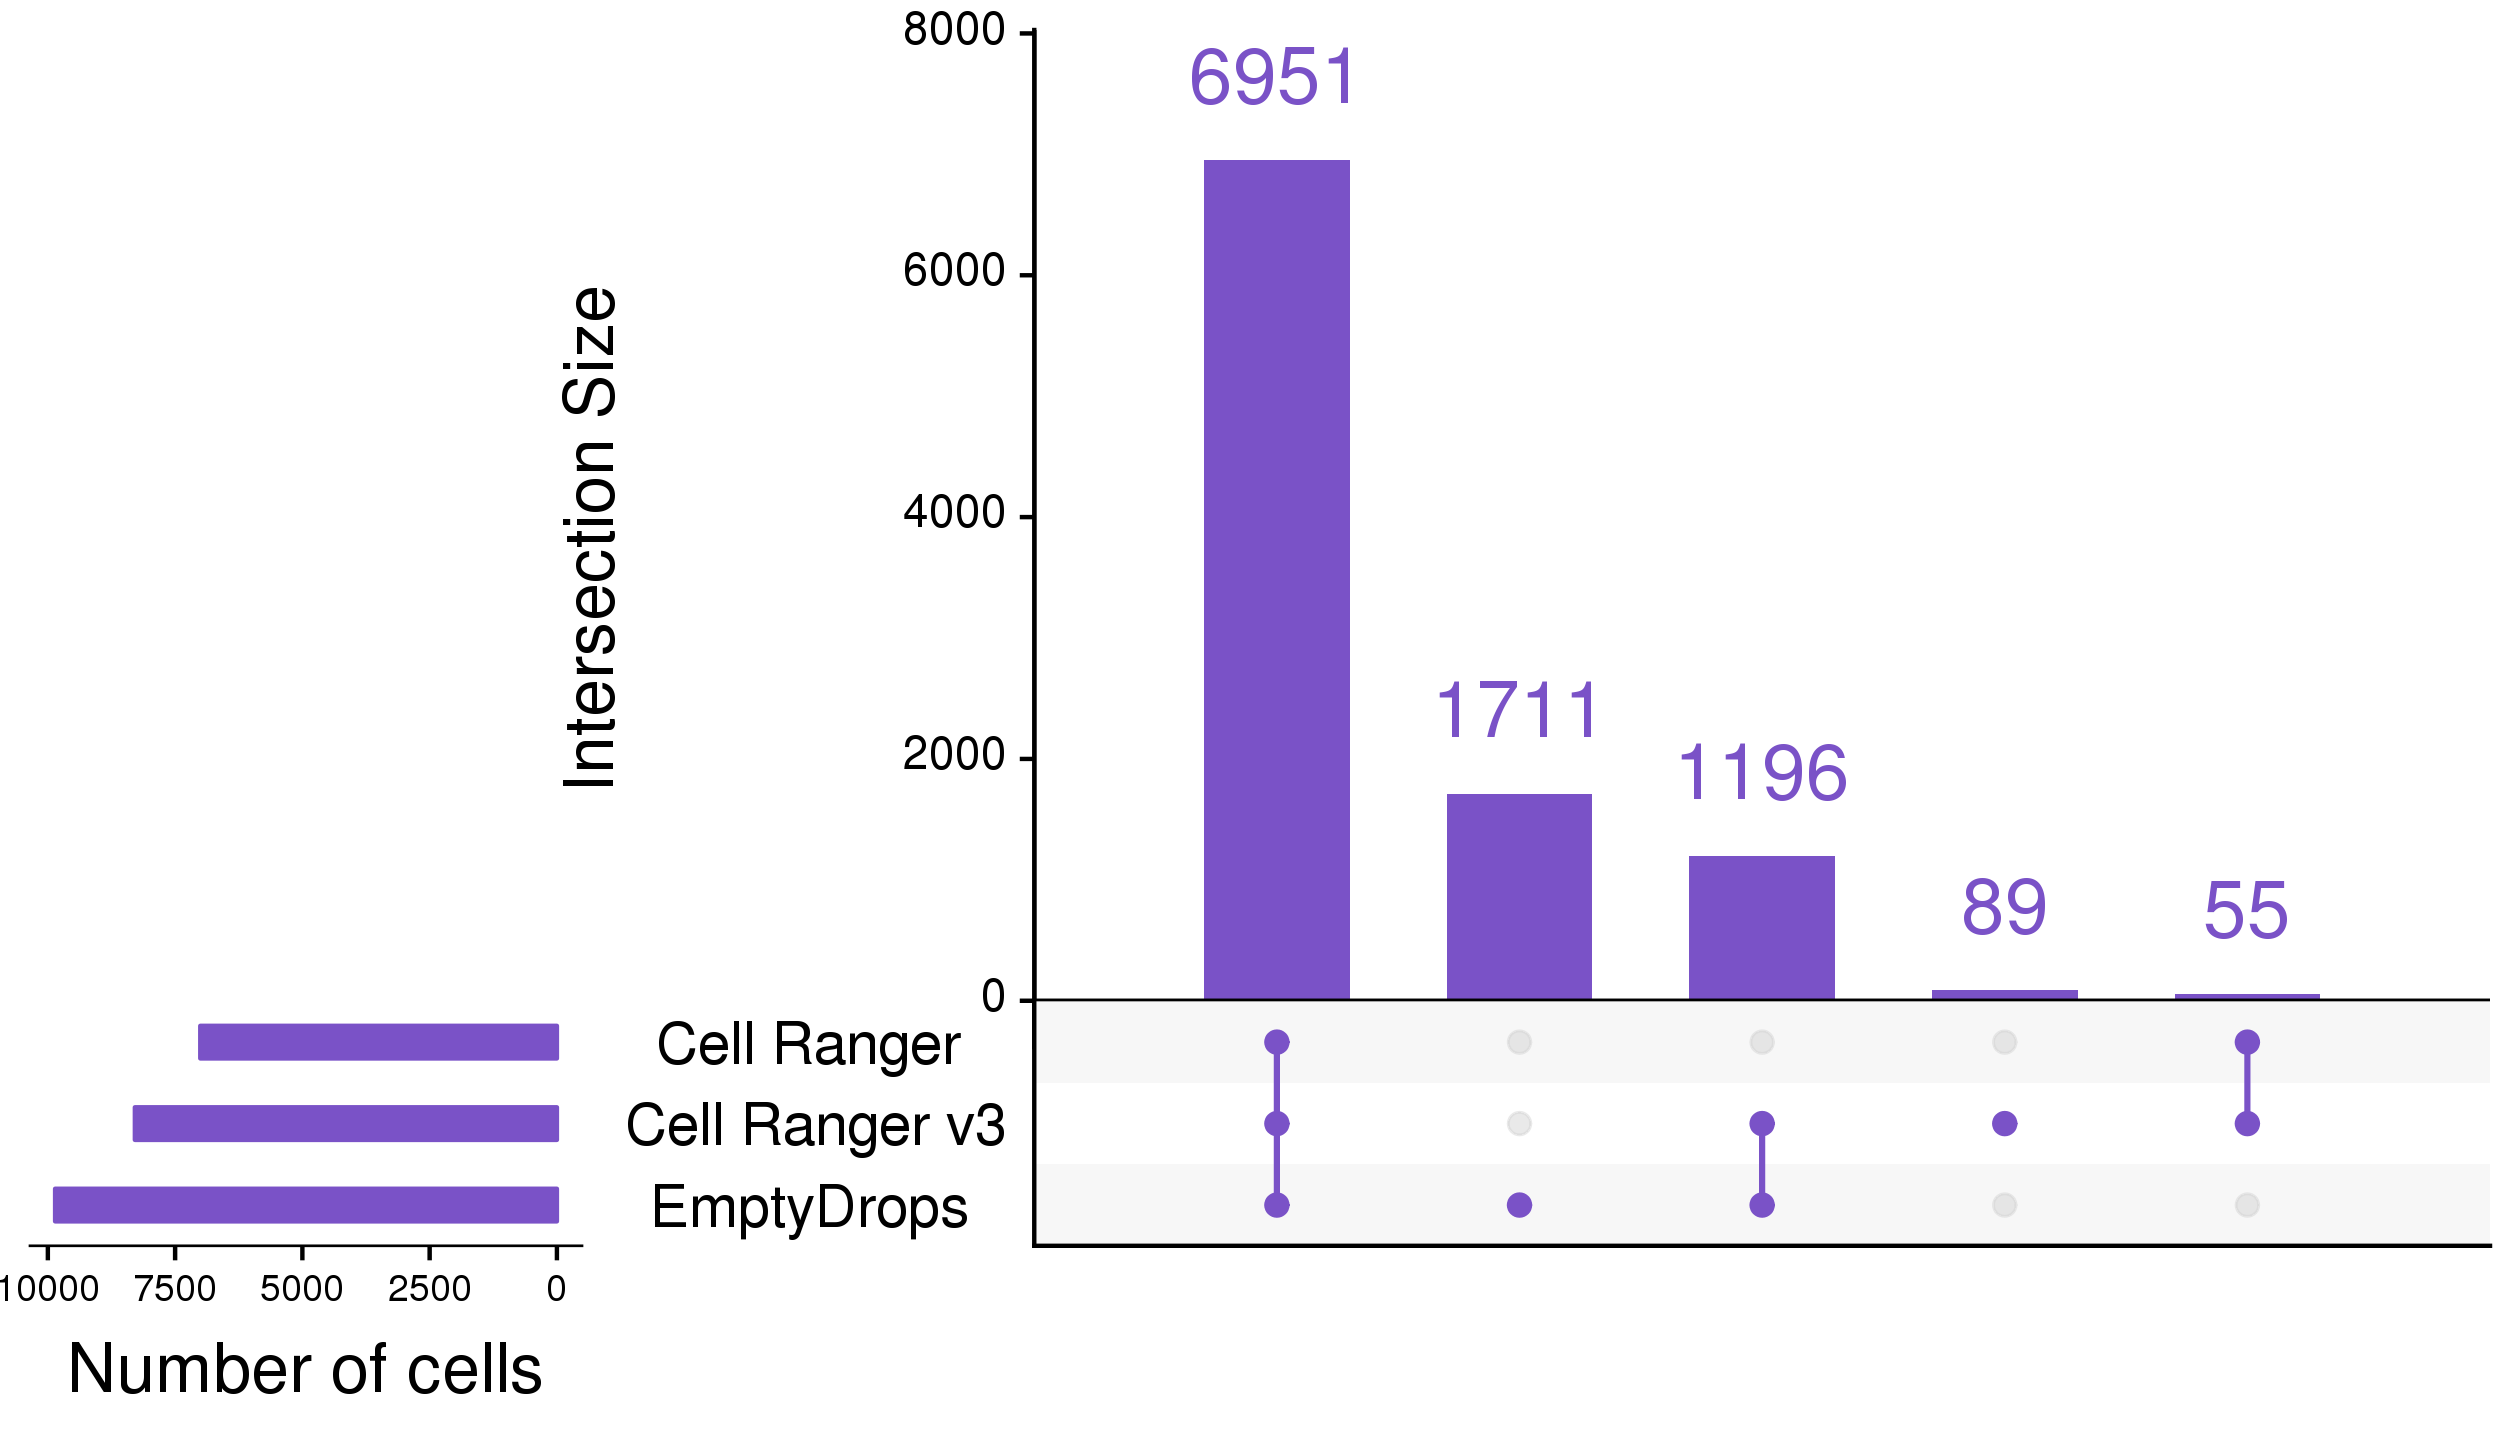 8000
6000
4000
2000
0
Intersection Size
6951
1711
1196
89
55
Cell Ranger
Cell Ranger v3
EmptyDrops
10000 7500 5000 2500 0
Number of cells